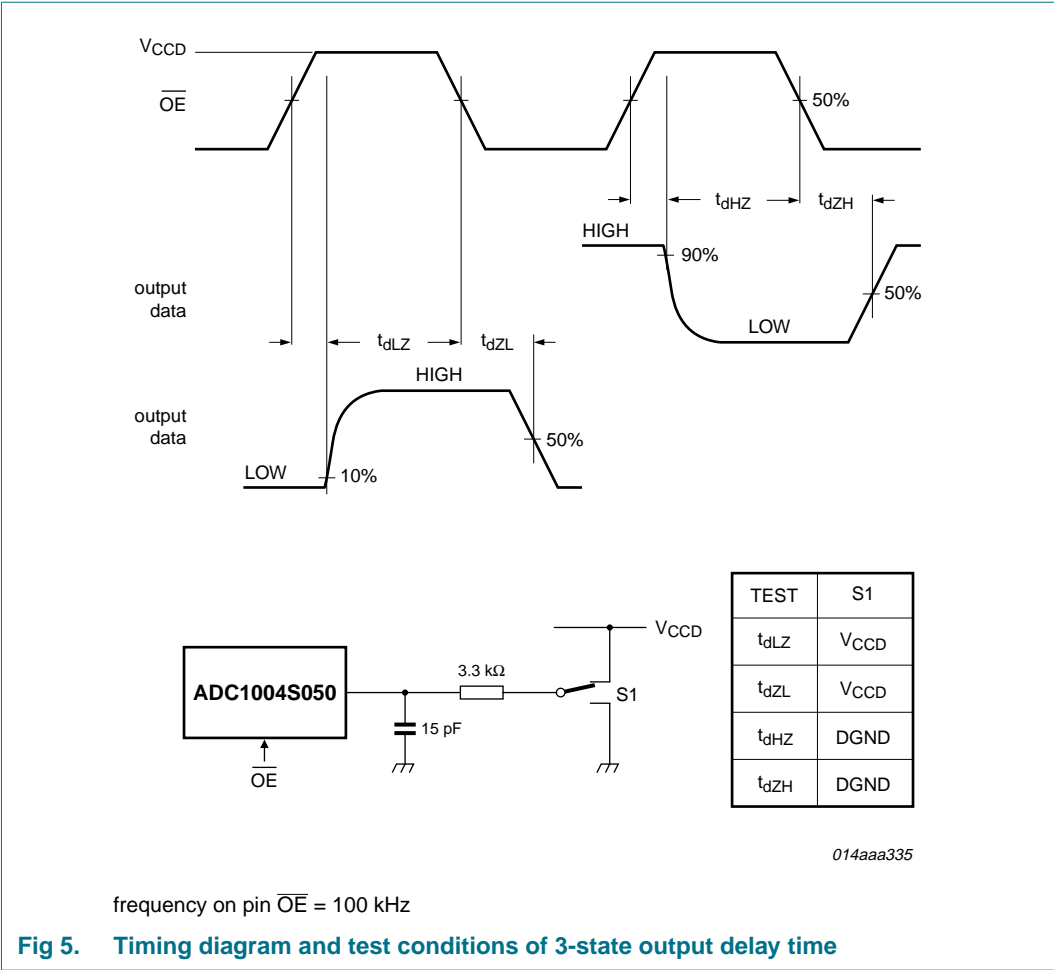 VCCD
OE
50%
tdHZ
tdZH
HIGH
90%
output
data
50%
LOW
tdLZ
tdZL
HIGH
output
data
50%
LOW
10%
VCCD
3.3 kΩ
ADC1004S050
S1
15 pF
OE
TEST S1
tdLZ VCCD
tdZL VCCD
tdHZ DGND
tdZH DGND
014aaa335
frequency on pin OE = 100 kHz
Fig 5. Timing diagram and test conditions of 3-state output delay time